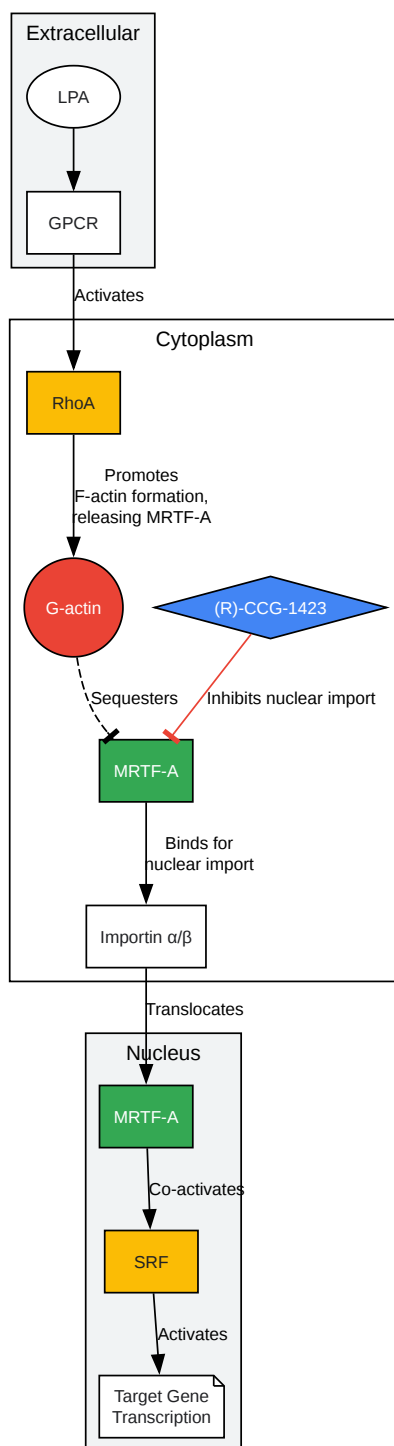 Extracellular
LPA
GPCR
Activates
Cytoplasm
RhoA
Promotes
F-actin formation,
releasing MRTF-A
G-actin
(R)-CCG-1423
Sequesters
Inhibits nuclear import
MRTF-A
Binds for
nuclear import
Importin α/β
Translocates
Nucleus
MRTF-A
Co-activates
SRF
Activates
Target Gene
Transcription